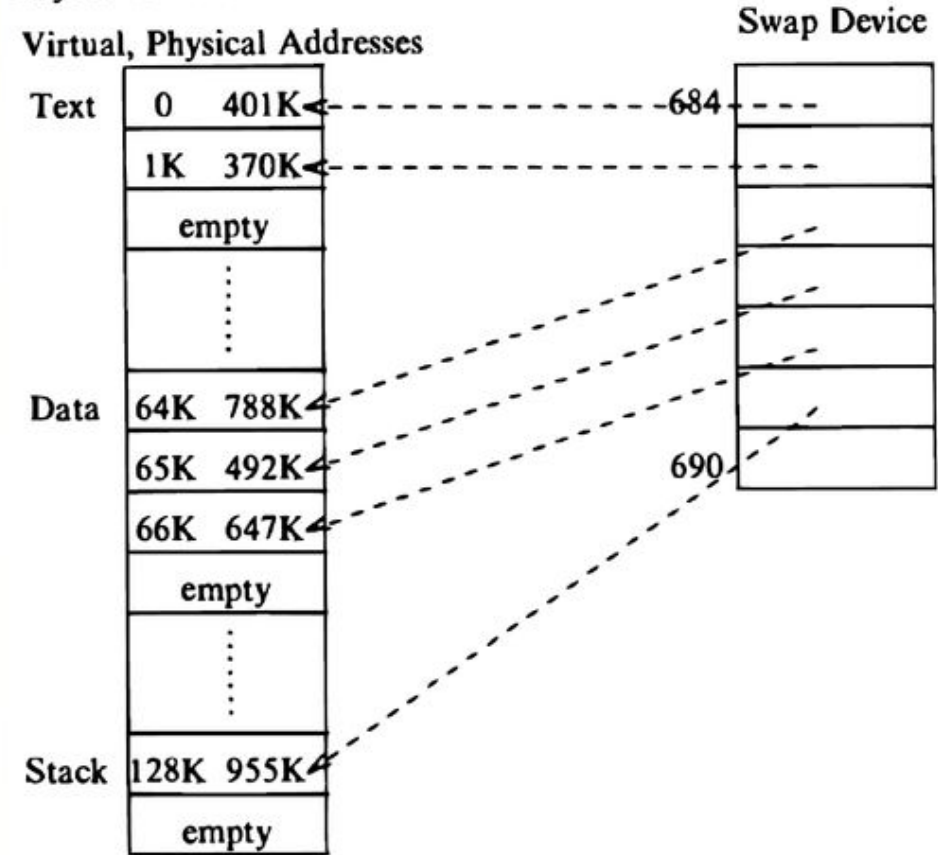 Swap Device
Virtual, Physical Addresses
Text 0 401K 684
1K 370K
empty
Data 64K 788K
65K 492K 690
66K 647K
empty
Stack 128K 955K
empty